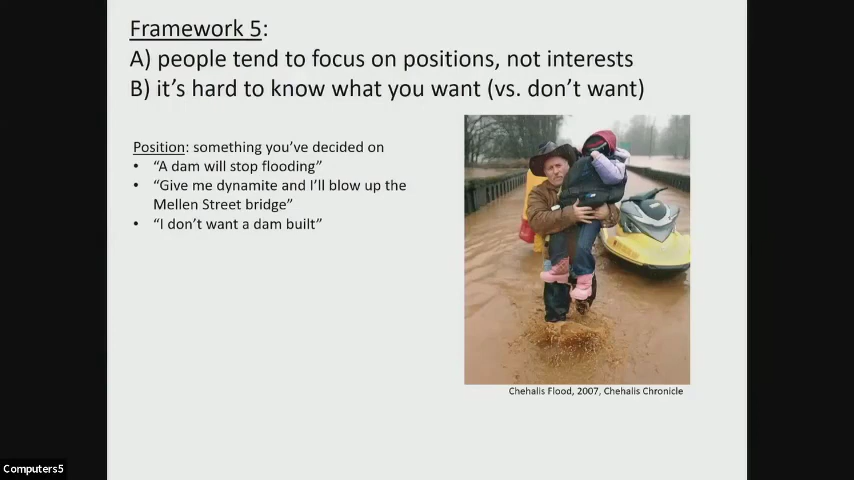 Framework 5:
A) people tend to focus on positions, not interests
B) it’s hard to know what you want (vs. don’t want)
Position: something you’ve decided on
• “A dam will stop flooding”
• “Give me dynamite and I’ll blow up the
Mellen Street bridge”
• “I don’t want a dam built”
Chehalis Flood, 2007, Chehalis Chronicle
Computers5